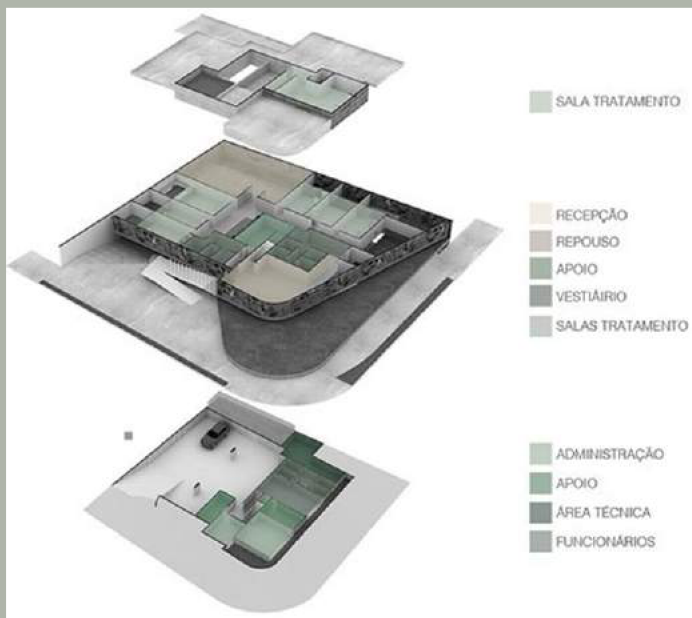 SALA TRATAMENTO
RECEPÇÃO
REPOUSO
APOIO
VESTIÁIRIO
SALAS TRATAMENTO
ADMINISTRAÇÃO
APOIO
ÁREA TÉCNICA
FUNCIONÁRIOS